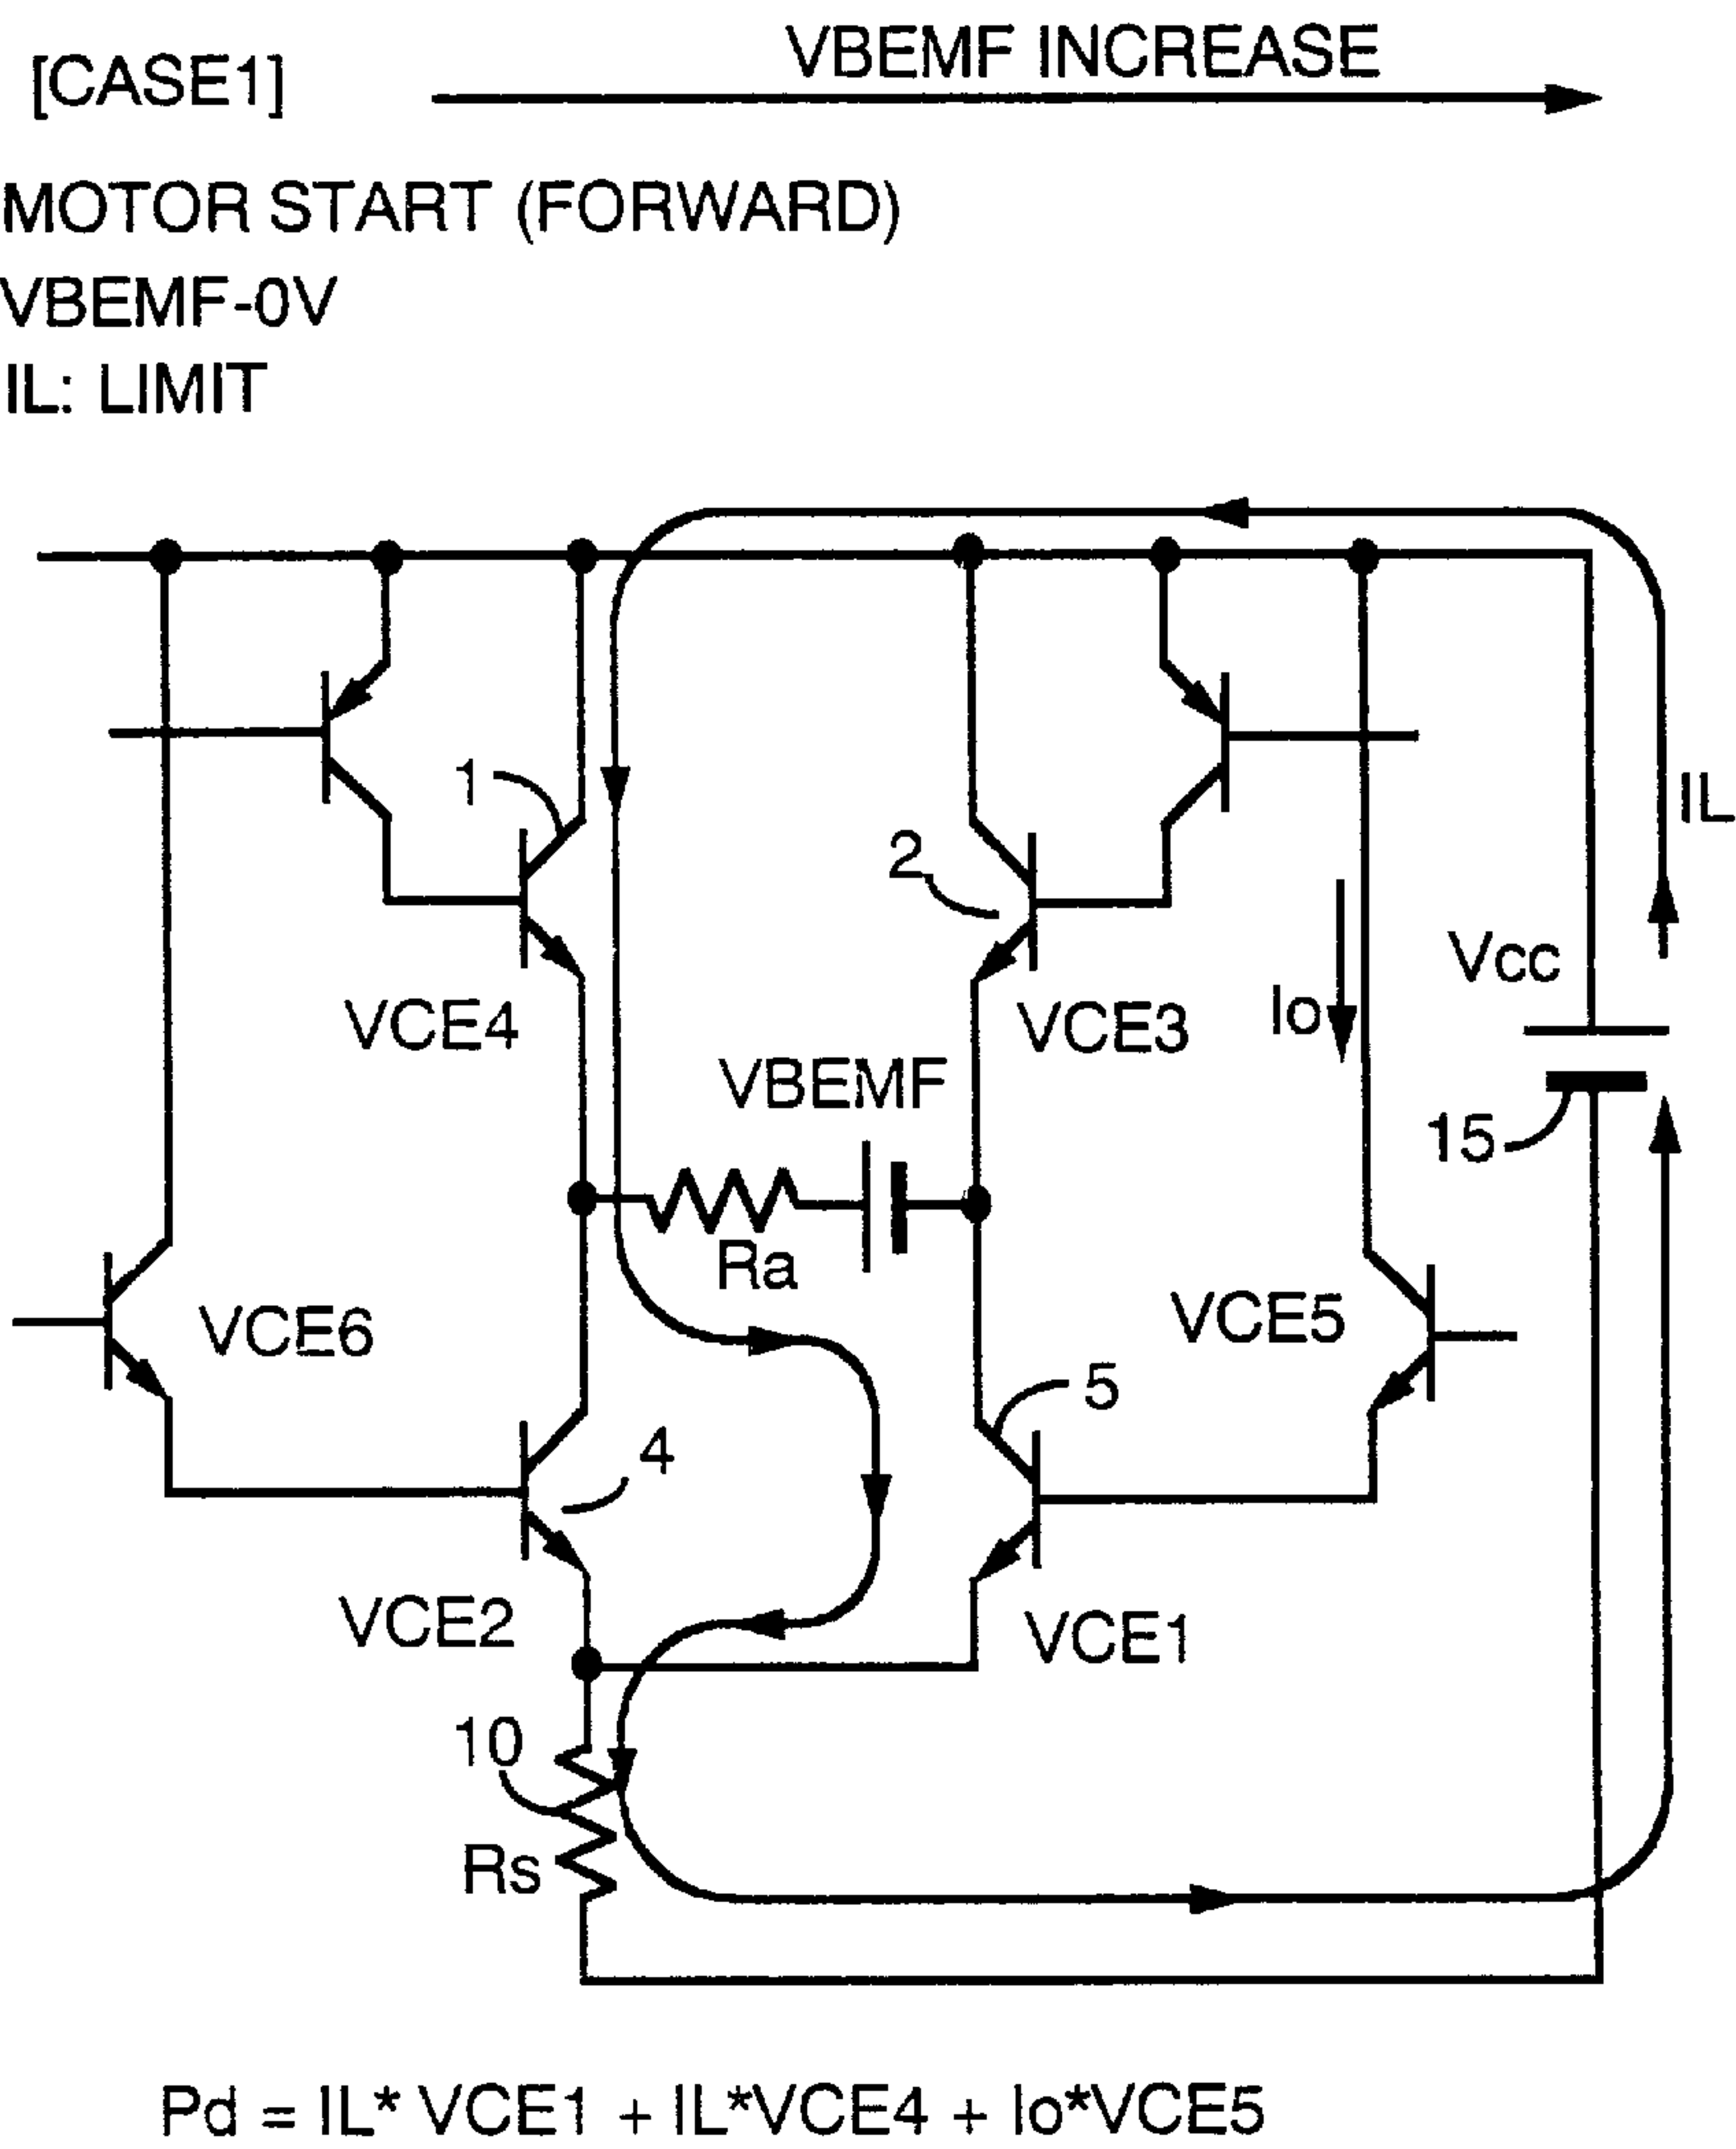 [CASE1]
VBEMF INCREASE
MOTOR START (FORWARD)
VBEMF-0V
IL: LIMIT
1
2
IL
Vcc
VCE4
VCE3
Io
VBEMF
15
Ra
VCE6
VCE5
5
4
VCE2
VCE1
10
Rs
Pd = IL* VCE1 + IL*VCE4 + Io*VCE5